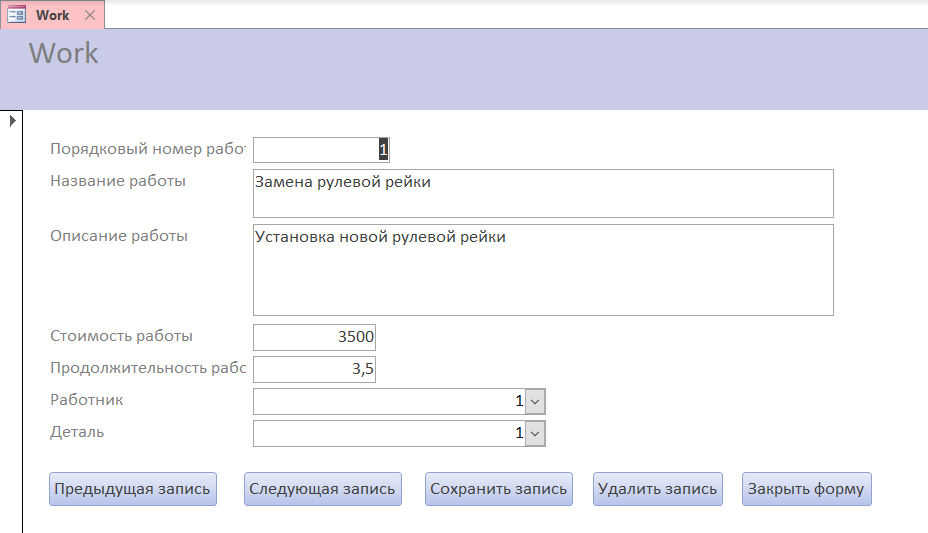 Work
Work
Порядковый номер работ
1
Название работы
Замена рулевой рейки
Описание работы
Установка новой рулевой рейки
Стоимость работы
3500
Продолжительность рабо
3,5
Работник
1
Деталь
1
Предыдущая запись Следующая запись Сохранить запись Удалить запись Закрыть форму